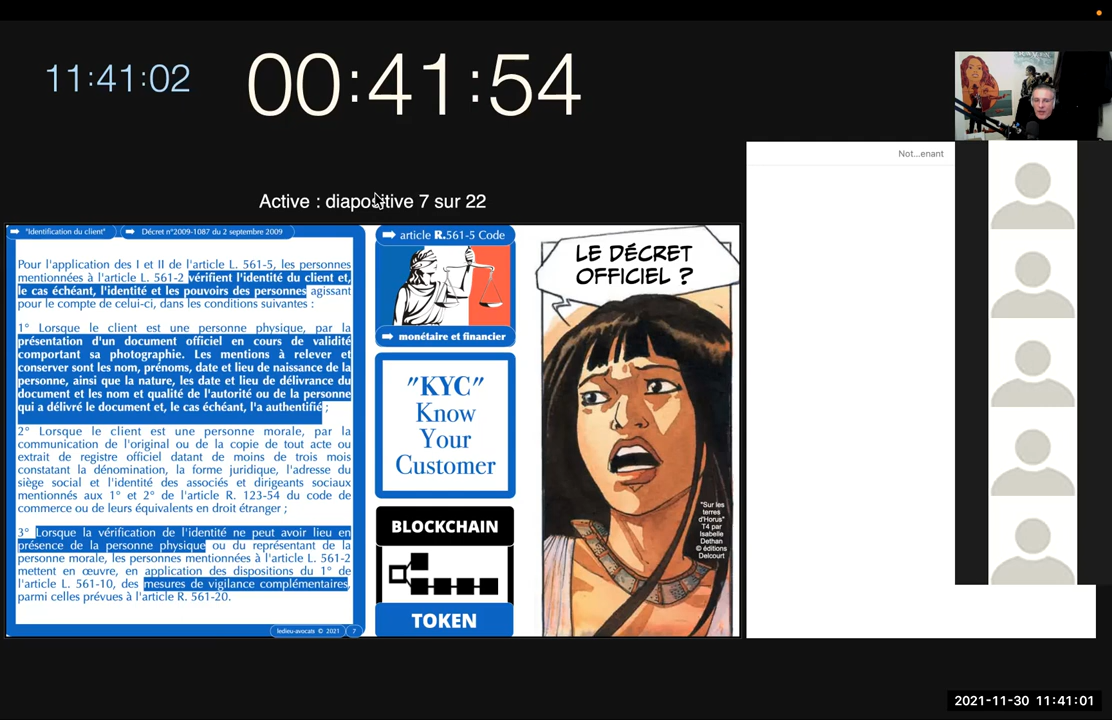 11:41:02
00:41:54
Not...enant
Active : diapositive 7 sur 22
➡ "Identification du client"
➡ Décret n°2009-1087 du 2 septembre 2009
Pour l'application des I et II de l'article L. 561-5, les personnes
mentionnées à l'article L. 561-2 vérifient l'identité du client et,
le cas échéant, l'identité et les pouvoirs des personnes agissant
pour le compte de celui-ci, dans les conditions suivantes :
1° Lorsque le client est une personne physique, par la
présentation d'un document officiel en cours de validité
comportant sa photographie. Les mentions à relever et
conserver sont les nom, prénoms, date et lieu de naissance de la
personne, ainsi que la nature, les date et lieu de délivrance du
document et les nom et qualité de l'autorité ou de la personne
qui a délivré le document et, le cas échéant, l'a authentifié ;
2° Lorsque le client est une personne morale, par la
communication de l'original ou de la copie de tout acte ou
extrait de registre officiel datant de moins de trois mois
constatant la dénomination, la forme juridique, l'adresse du
siège social et l'identité des associés et dirigeants sociaux
mentionnés aux 1° et 2° de l'article R. 123-54 du code de
commerce ou de leurs équivalents en droit étranger ;
3° Lorsque la vérification de l'identité ne peut avoir lieu en
présence de la personne physique ou du représentant de la
personne morale, les personnes mentionnées à l'article L. 561-2
mettent en œuvre, en application des dispositions du 1° de
l'article L. 561-10, des mesures de vigilance complémentaires,
parmi celles prévues à l'article R. 561-20.
ledieu-avocats © 2021
7
➡ article R.561-5 Code
➡ monétaire et financier
"KYC"
Know
Your
Customer
BLOCKCHAIN
TOKEN
LE DÉCRET
OFFICIEL ?
"Sur les
terres
d'Horus"
T4 par
Isabelle
Dethan
© éditions
Delcourt
2021-11-30 11:41:01